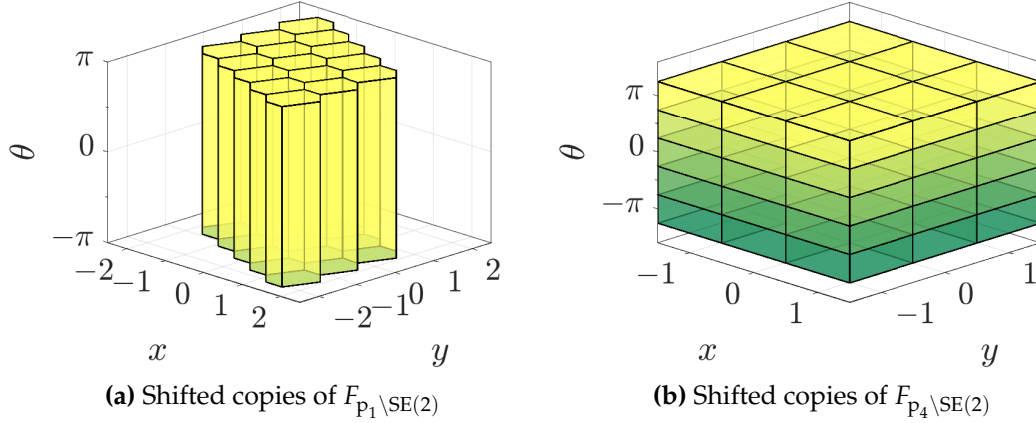 π π
θ 0 θ 0
−π −π
−2 −1 0 1 2 −2 −1 0 1 2 −1 0 1 −1 0 1
x y x y
(a) Shifted copies of F_{p_1\SE(2)} (b) Shifted copies of F_{p_4\SE(2)}